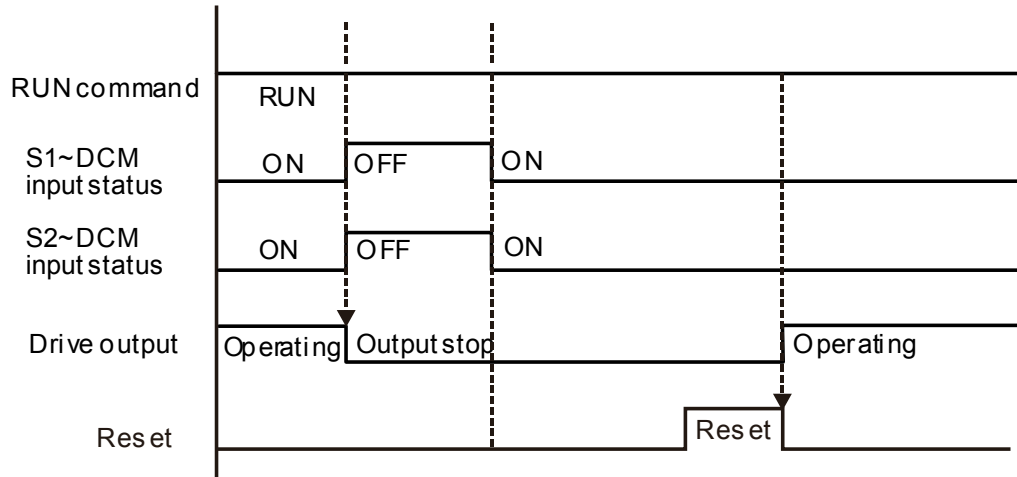 RUN command
RUN
S1~DCM
input status
ON
OFF
ON
S2~DCM
input status
ON
OFF
ON
Drive output
Operating
Output stop
Operating
Reset
Reset